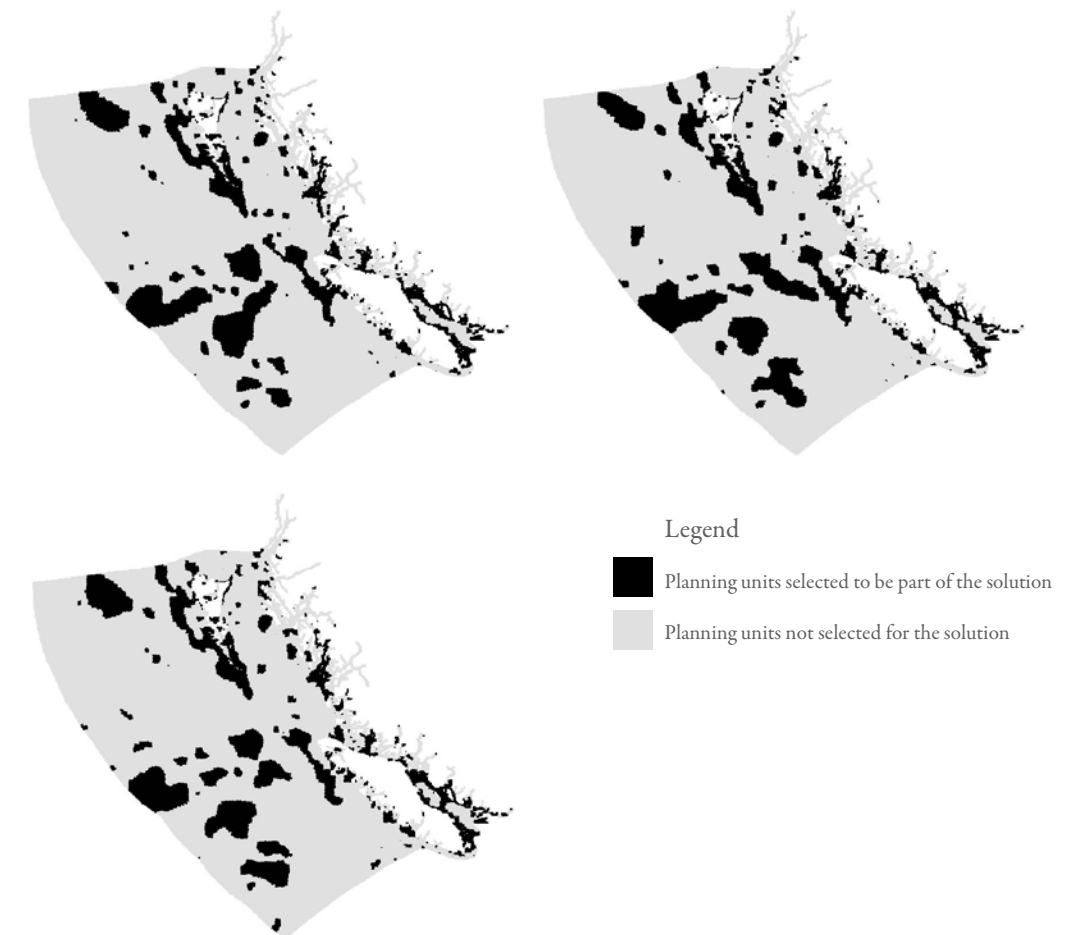 Legend
Planning units selected to be part of the solution
Planning units not selected for the solution